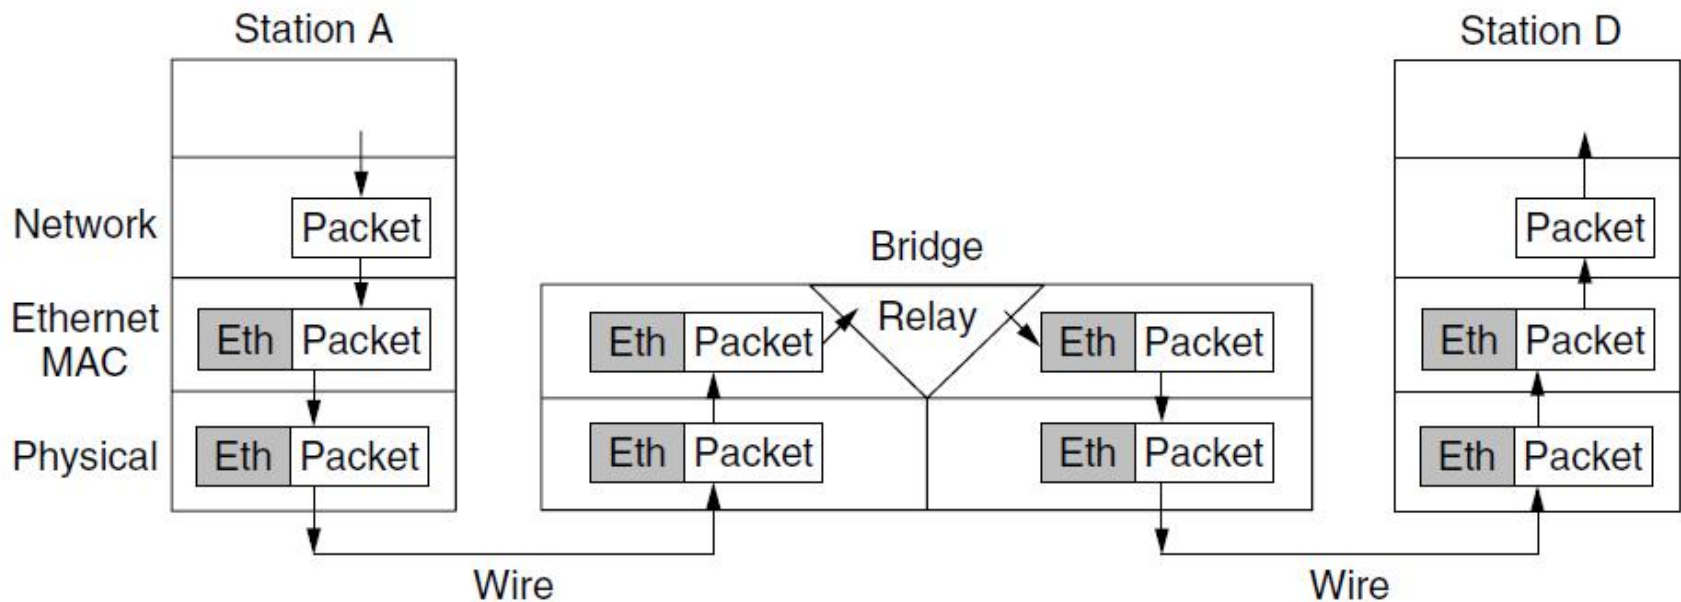 Station A
Station D
Network
Packet
Packet
Bridge
Ethernet
MAC
Eth Packet
Eth Packet
Relay
Eth Packet
Eth Packet
Physical
Eth Packet
Eth Packet
Eth Packet
Eth Packet
Wire
Wire